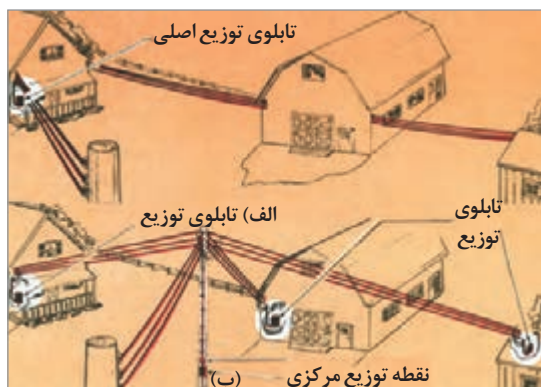 تابلوی توزیع اصلی
الف) تابلوی توزیع
تابلوی
توزیع
نقطه توزیع مرکزی (ب)